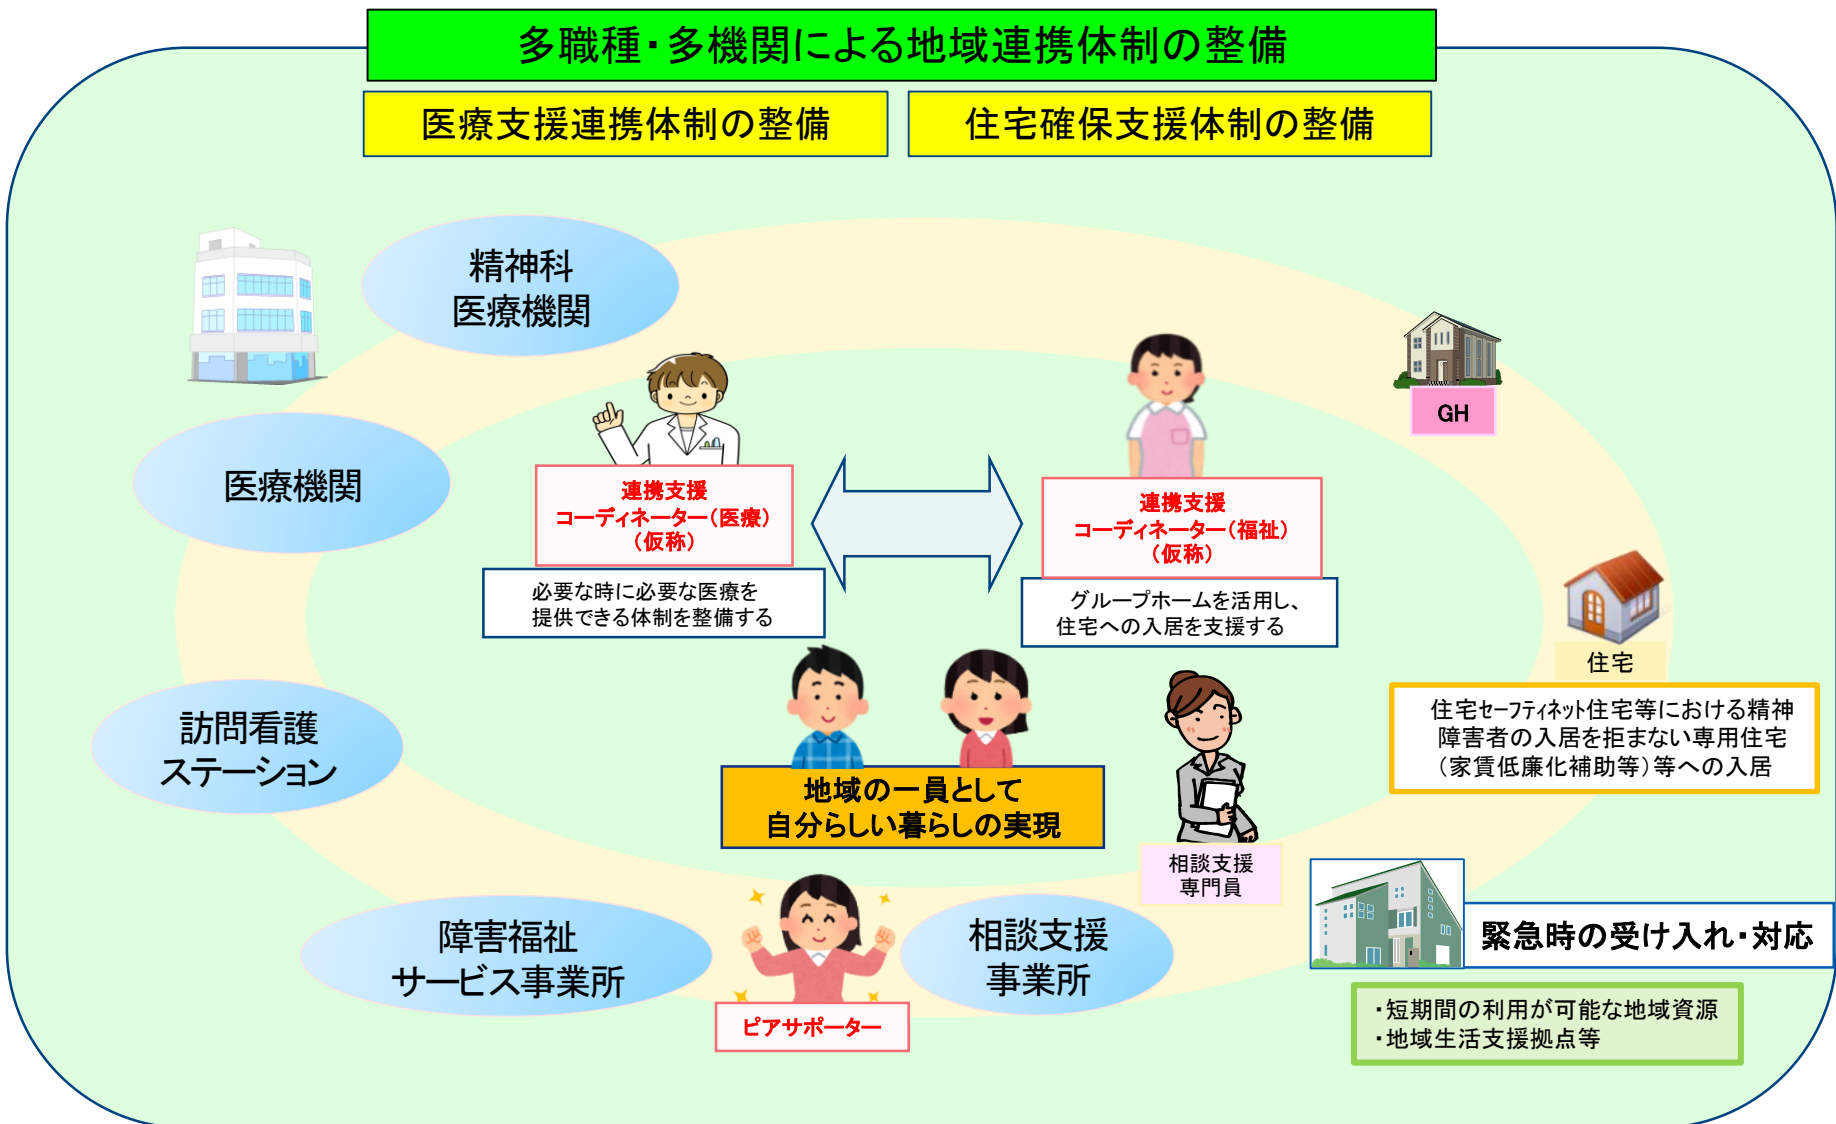 多職種・多機関による地域連携体制の整備
医療支援連携体制の整備
住宅確保支援体制の整備
精神科
医療機関
医療機関
訪問看護
ステーション
障害福祉
サービス事業所
ピアサポーター
相談支援
事業所
連携支援
コーディネーター(医療)
(仮称)
必要な時に必要な医療を
提供できる体制を整備する
連携支援
コーディネーター(福祉)
(仮称)
グループホームを活用し、
住宅への入居を支援する
地域の一員として
自分らしい暮らしの実現
相談支援
専門員
GH
住宅
住宅セーフティネット住宅等における精神
障害者の入居を拒まない専用住宅
(家賃低廉化補助等)等への入居
緊急時の受け入れ・対応
・短期間の利用が可能な地域資源
・地域生活支援拠点等